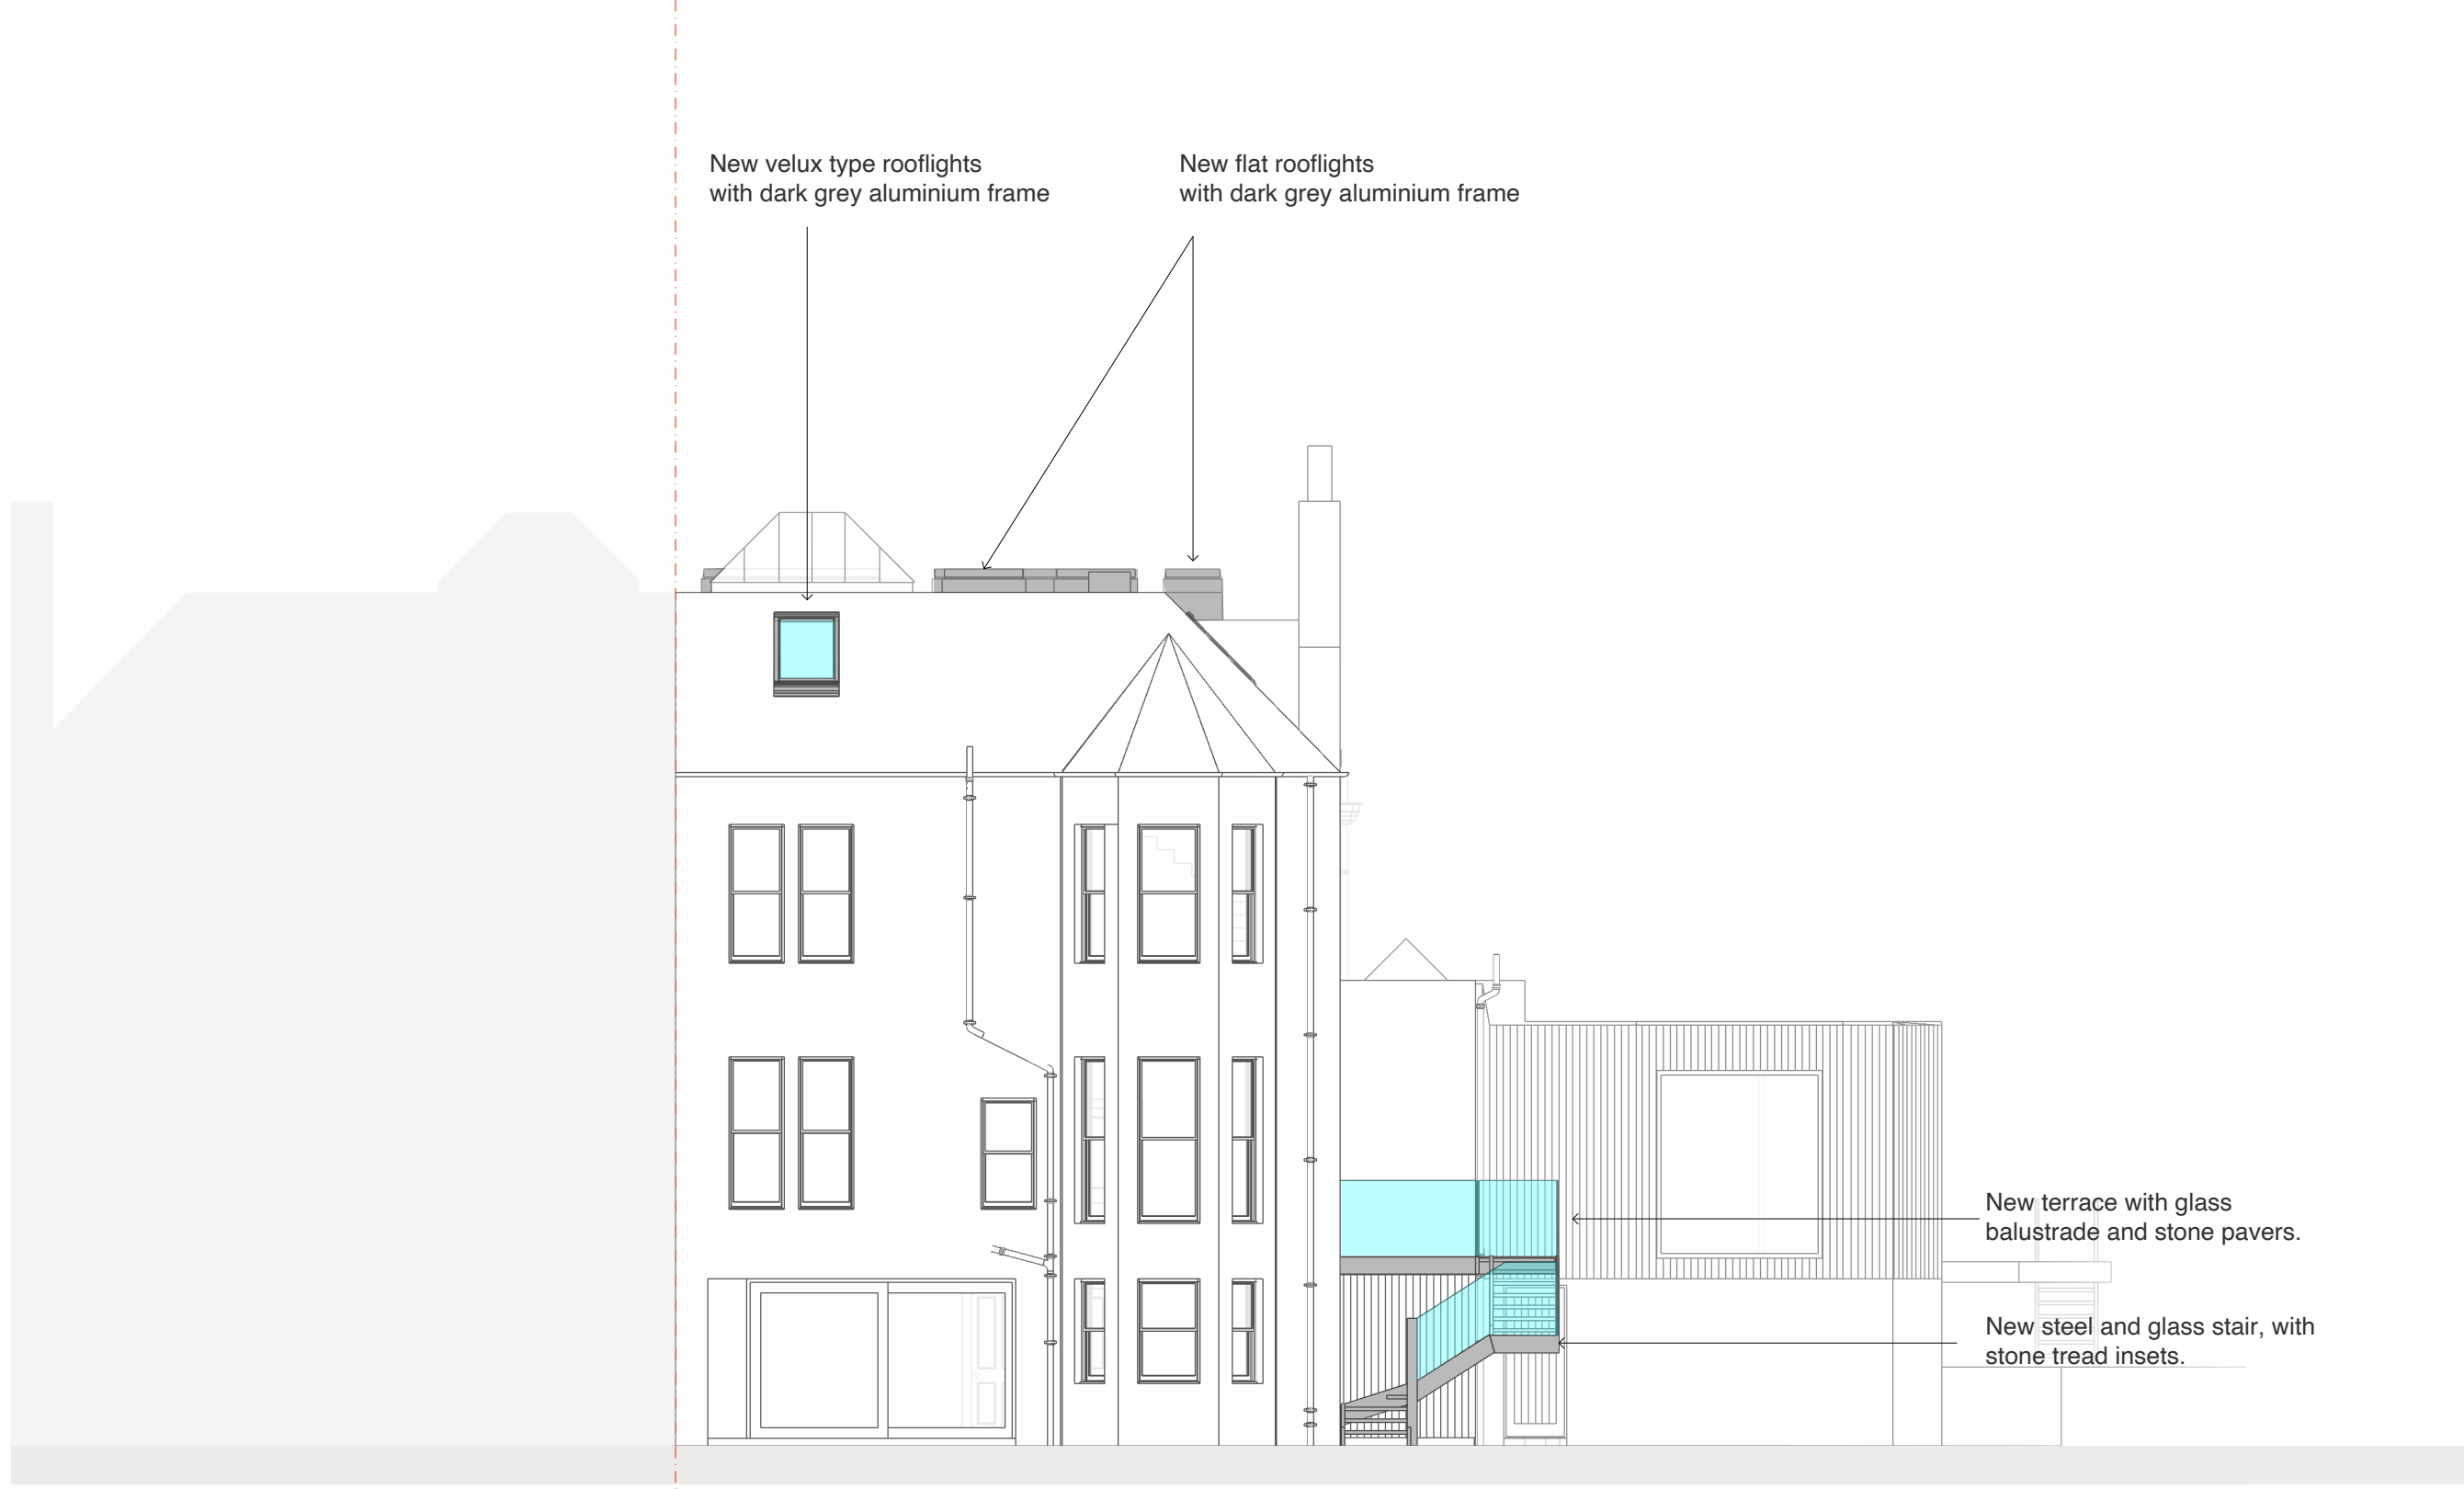 New velux type rooflights
with dark grey aluminium frame
New flat rooflights
with dark grey aluminium frame
New terrace with glass
balustrade and stone pavers.
New steel and glass stair, with
stone tread insets.